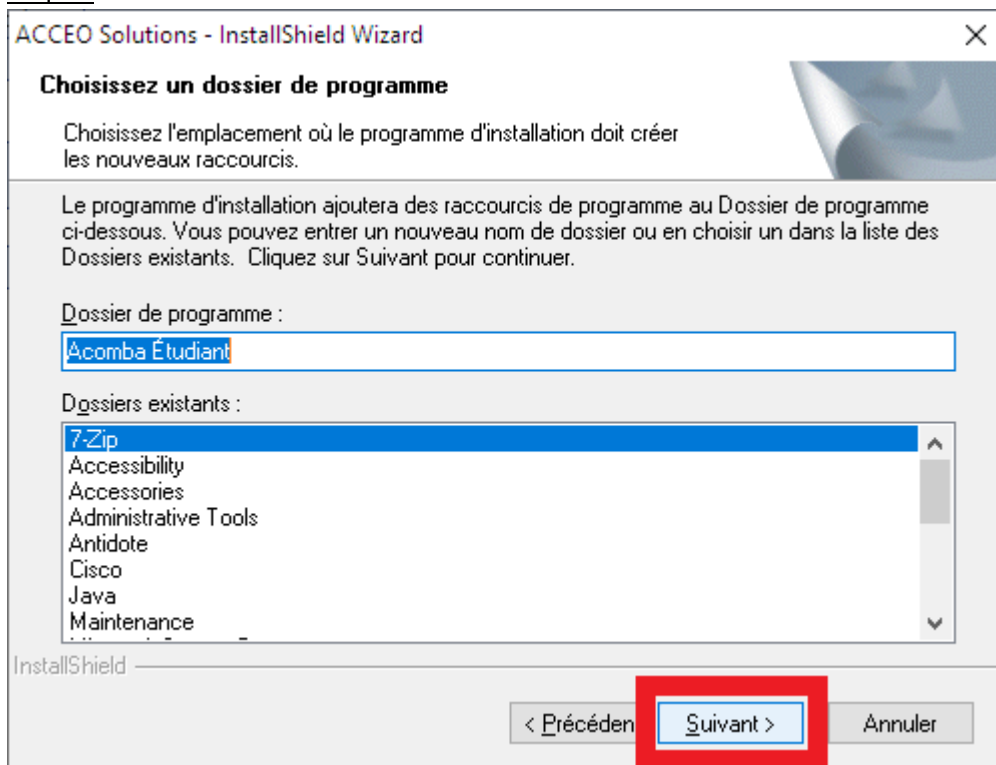 ACCEO Solutions - InstallShield Wizard
Choisissez un dossier de programme
Choisissez l'emplacement où le programme d'installation doit créer
les nouveaux raccourcis.
Le programme d'installation ajoutera des raccourcis de programme au Dossier de programme
ci-dessous. Vous pouvez entrer un nouveau nom de dossier ou en choisir un dans la liste des
Dossiers existants. Cliquez sur Suivant pour continuer.
Dossier de programme :
Acomba Étudiant
Dossiers existants :
7-Zip
Accessibility
Accessories
Administrative Tools
Antidote
Cisco
Java
Maintenance
InstallShield
< Précéden
Suivant >
Annuler